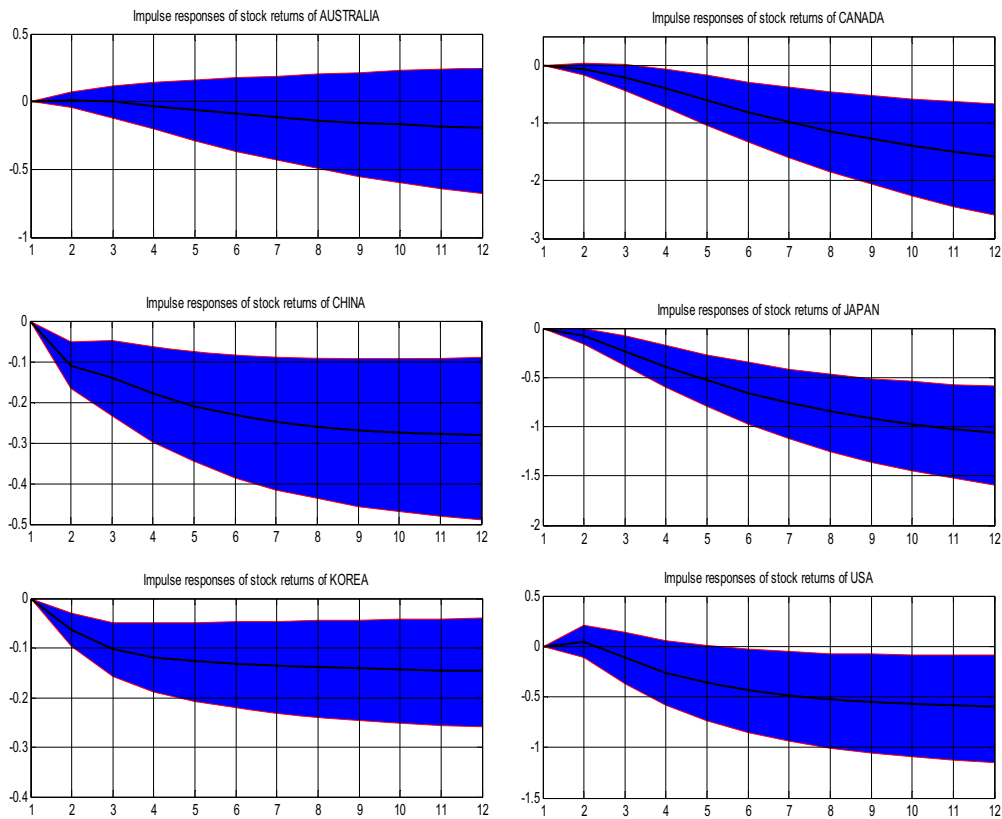 Impulse responses of stock returns of AUSTRALIA
0.5
0
-0.5
-1
1 2 3 4 5 6 7 8 9 10 11 12
Impulse responses of stock returns of CANADA
0
-1
-2
-3
1 2 3 4 5 6 7 8 9 10 11 12
Impulse responses of stock returns of CHINA
0
-0.1
-0.2
-0.3
-0.4
-0.5
1 2 3 4 5 6 7 8 9 10 11 12
Impulse responses of stock returns of JAPAN
0
-0.5
-1
-1.5
-2
1 2 3 4 5 6 7 8 9 10 11 12
Impulse responses of stock returns of KOREA
0
-0.1
-0.2
-0.3
-0.4
1 2 3 4 5 6 7 8 9 10 11 12
Impulse responses of stock returns of USA
0.5
0
-0.5
-1
-1.5
1 2 3 4 5 6 7 8 9 10 11 12